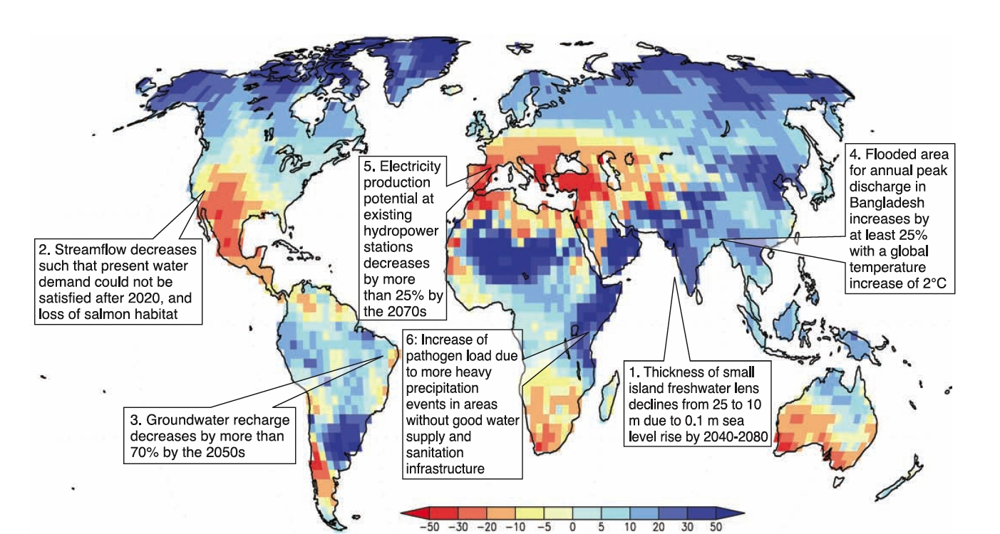 2. Streamflow decreases
such that present water
demand could not be
satisfied after 2020, and
loss of salmon habitat
5. Electricity
production
potential at
existing
hydropower
stations
decreases
by more
than 25% by
the 2070s
4. Flooded area
for annual peak
discharge in
Bangladesh
increases by
at least 25%
with a global
temperature
increase of 2°C
3. Groundwater recharge
decreases by more than
70% by the 2050s
6: Increase of
pathogen load due
to more heavy
precipitation
events in areas
without good water
supply and
sanitation
infrastructure
1. Thickness of small
island freshwater lens
declines from 25 to 10
m due to 0.1 m sea
level rise by 2040-2080
−50 −30 −20 −10 −5 0 5 10 20 30 50